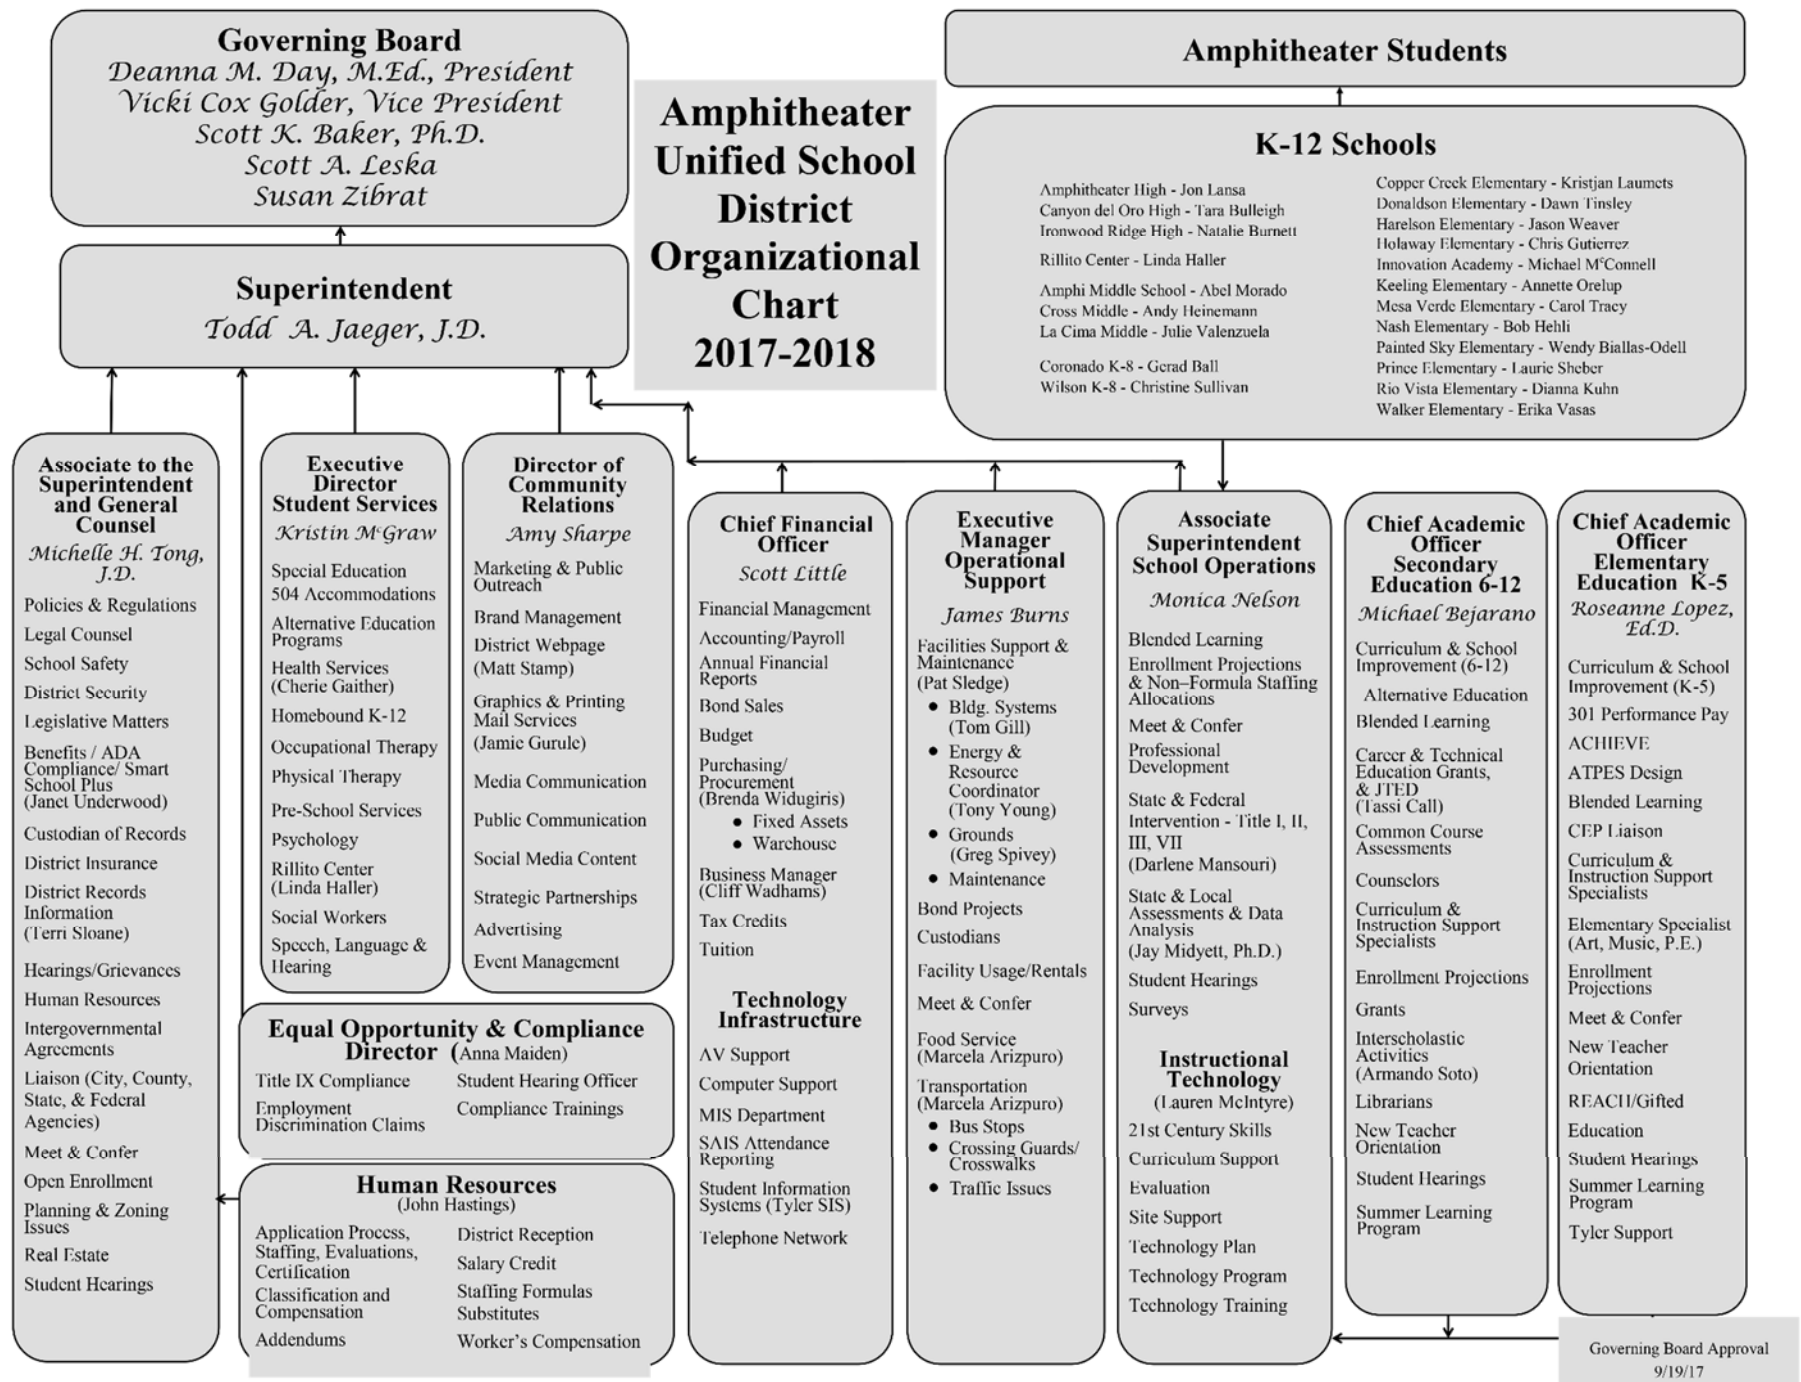 Governing Board
Deanna M. Day, M.Ed., President
Vicki Cox Golder, Vice President
Scott K. Baker, Ph.D.
Scott A. Leska
Susan Zibrat
Superintendent
Todd A. Jaeger, J.D.
Amphitheater
Unified School
District
Organizational
Chart
2017-2018
Amphitheater Students
K-12 Schools
Amphitheater High - Jon Lansa
Canyon del Oro High - Tara Bulleigh
Ironwood Ridge High - Natalie Burnett
Rillito Center - Linda Haller
Amphi Middle School - Abel Morado
Cross Middle - Andy Heinemann
La Cima Middle - Julie Valenzuela
Coronado K-8 - Gerad Ball
Wilson K-8 - Christine Sullivan
Copper Creek Elementary - Kristjan Laumets
Donaldson Elementary - Dawn Tinsley
Harelson Elementary - Jason Weaver
Holaway Elementary - Chris Gutierrez
Innovation Academy - Michael McConnell
Keeling Elementary - Annette Orelup
Mesa Verde Elementary - Carol Tracy
Nash Elementary - Bob Hehli
Painted Sky Elementary - Wendy Biallas-Odell
Prince Elementary - Laurie Sheber
Rio Vista Elementary - Dianna Kuhn
Walker Elementary - Erika Vasas
Associate to the
Superintendent
and General
Counsel
Michelle H. Tong,
J.D.
Policies & Regulations
Legal Counsel
School Safety
District Security
Legislative Matters
Benefits / ADA
Compliance/ Smart
School Plus
(Janet Underwood)
Custodian of Records
District Insurance
District Records
Information
(Terri Sloane)
Hearings/Grievances
Human Resources
Intergovernmental
Agreements
Liaison (City, County,
State, & Federal
Agencies)
Meet & Confer
Open Enrollment
Planning & Zoning
Issues
Real Estate
Student Hearings
Executive
Director
Student Services
Kristin McGraw
Special Education
504 Accommodations
Alternative Education
Programs
Health Services
(Cherie Gaither)
Homebound K-12
Occupational Therapy
Physical Therapy
Pre-School Services
Psychology
Rillito Center
(Linda Haller)
Social Workers
Speech, Language &
Hearing
Director of
Community
Relations
Amy Sharpe
Marketing & Public
Outreach
Brand Management
District Webpage
(Matt Stamp)
Graphics & Printing
Mail Services
(Jamie Gurule)
Media Communication
Public Communication
Social Media Content
Strategic Partnerships
Advertising
Event Management
Equal Opportunity & Compliance
Director (Anna Maiden)
Title IX Compliance
Employment
Discrimination Claims
Student Hearing Officer
Compliance Trainings
Human Resources
(John Hastings)
Application Process,
Staffing, Evaluations,
Certification
Classification and
Compensation
Addendums
District Reception
Salary Credit
Staffing Formulas
Substitutes
Worker's Compensation
Chief Financial
Officer
Scott Little
Financial Management
Accounting/Payroll
Annual Financial
Reports
Bond Sales
Budget
Purchasing/
Procurement
(Brenda Widugiris)
• Fixed Assets
• Warehouse
Business Manager
(Cliff Wadhams)
Tax Credits
Tuition
Technology
Infrastructure
AV Support
Computer Support
MIS Department
SAIS Attendance
Reporting
Student Information
Systems (Tyler SIS)
Telephone Network
Executive
Manager
Operational
Support
James Burns
Facilities Support &
Maintenance
(Pat Sledge)
• Bldg. Systems
(Tom Gill)
• Energy &
Resource
Coordinator
(Tony Young)
• Grounds
(Greg Spivey)
• Maintenance
Bond Projects
Custodians
Facility Usage/Rentals
Meet & Confer
Food Service
(Marcela Arizpuro)
Transportation
(Marcela Arizpuro)
• Bus Stops
• Crossing Guards/
Crosswalks
• Traffic Issues
Associate
Superintendent
School Operations
Monica Nelson
Blended Learning
Enrollment Projections
& Non–Formula Staffing
Allocations
Meet & Confer
Professional
Development
State & Federal
Intervention - Title I, II,
III, VII
(Darlene Mansouri)
State & Local
Assessments & Data
Analysis
(Jay Midyett, Ph.D.)
Student Hearings
Surveys
Instructional
Technology
(Lauren McIntyre)
21st Century Skills
Curriculum Support
Evaluation
Site Support
Technology Plan
Technology Program
Technology Training
Chief Academic
Officer
Secondary
Education 6-12
Michael Bejarano
Curriculum & School
Improvement (6-12)
Alternative Education
Blended Learning
Career & Technical
Education Grants,
& JTED
(Tassi Call)
Common Course
Assessments
Counselors
Curriculum &
Instruction Support
Specialists
Enrollment Projections
Grants
Interscholastic
Activities
(Armando Soto)
Librarians
New Teacher
Orientation
Student Hearings
Summer Learning
Program
Chief Academic
Officer
Elementary
Education K-5
Roseanne Lopez,
Ed.D.
Curriculum & School
Improvement (K-5)
301 Performance Pay
ACHIEVE
ATPES Design
Blended Learning
CEP Liaison
Curriculum &
Instruction Support
Specialists
Elementary Specialist
(Art, Music, P.E.)
Enrollment
Projections
Meet & Confer
New Teacher
Orientation
REACH/Gifted
Education
Student Hearings
Summer Learning
Program
Tyler Support
Governing Board Approval
9/19/17